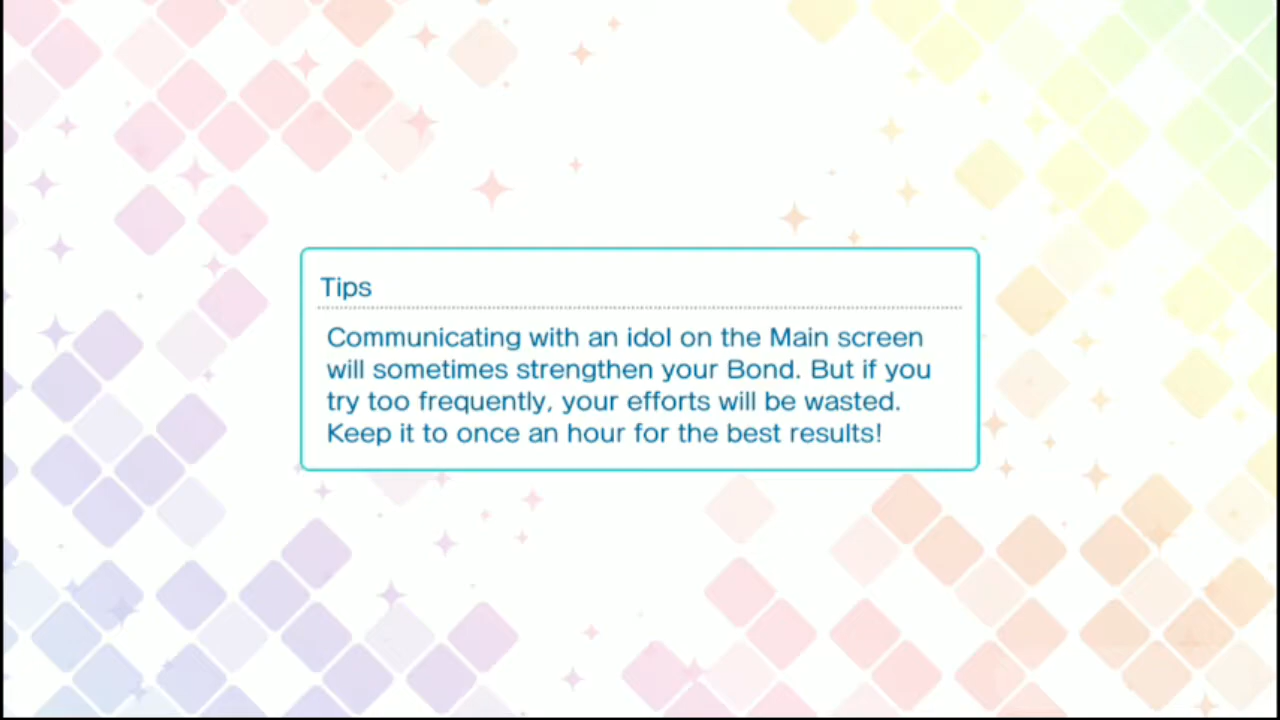 Tips
Communicating with an idol on the Main screen
will sometimes strengthen your Bond. But if you
try too frequently, your efforts will be wasted.
Keep it to once an hour for the best results!